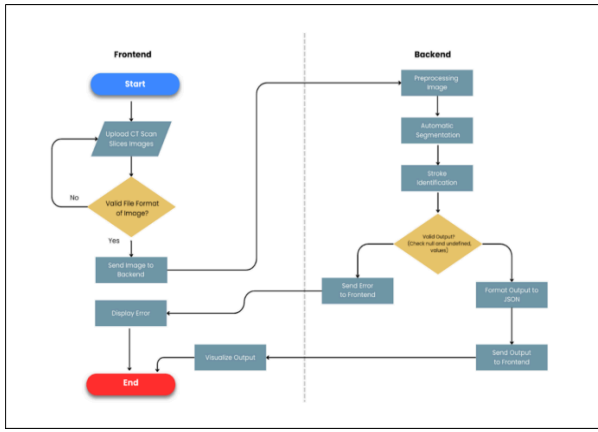 Frontend
Backend
Start
Preprocessing
Image
Upload CT Scan
Slices Images
Automatic
Segmentation
Stroke
Identification
No
Valid File Format
of Image?
Yes
Valid Output?
(Check null and undefined,
values)
Send Image to
Backend
Send Error
to Frontend
Format Output to
JSON
Display Error
Visualize Output
Send Output
to Frontend
End